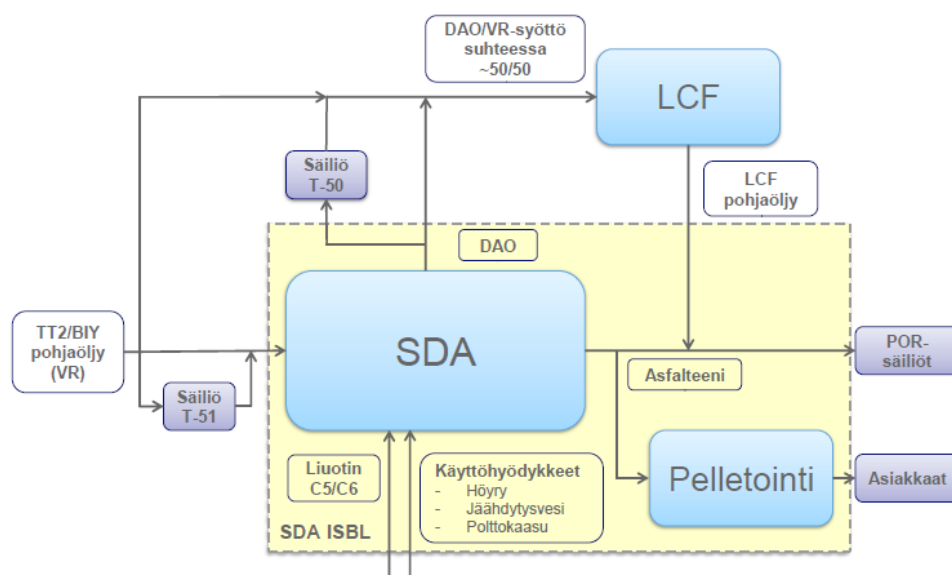 DAO/VR-syöttö
suhteessa
~50/50
LCF
Säiliö
T-50
LCF
pohjaöljy
DAO
TT2/BIY
pohjaöljy
(VR)
SDA
POR-
säiliöt
Asfalteeni
Säiliö
T-51
Liuotin
C5/C6
Käyttöhyödykkeet
- Höyry
- Jäähdytysvesi
- Polttokaasu
Pelletointi
Asiakkaat
SDA ISBL